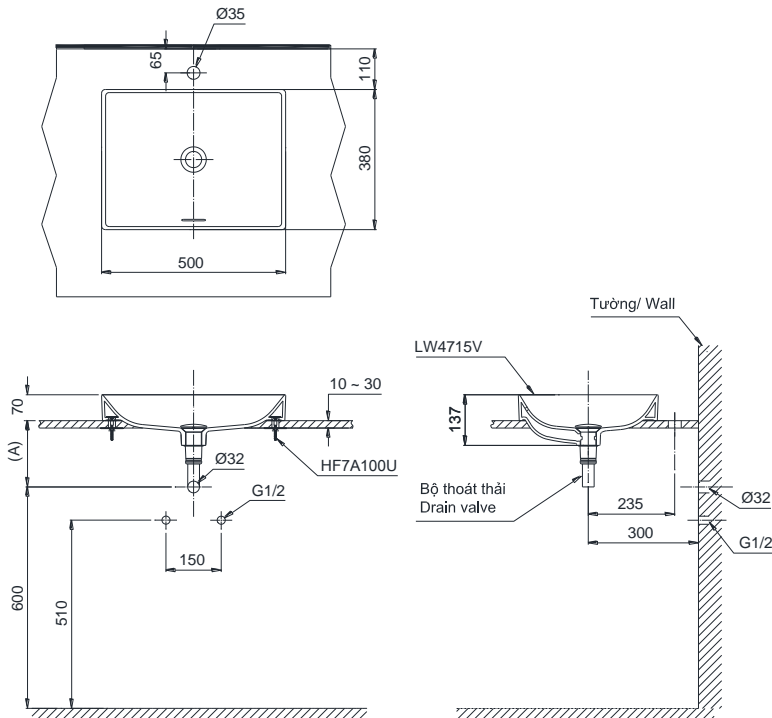 Ø35
65
110
380
500
Tường/ Wall
LW4715V
10 ~ 30
70
137
(A)
HF7A100U
Ø32
Bộ thoát thải
Drain valve
Ø32
G1/2
235
G1/2
300
150
600
510